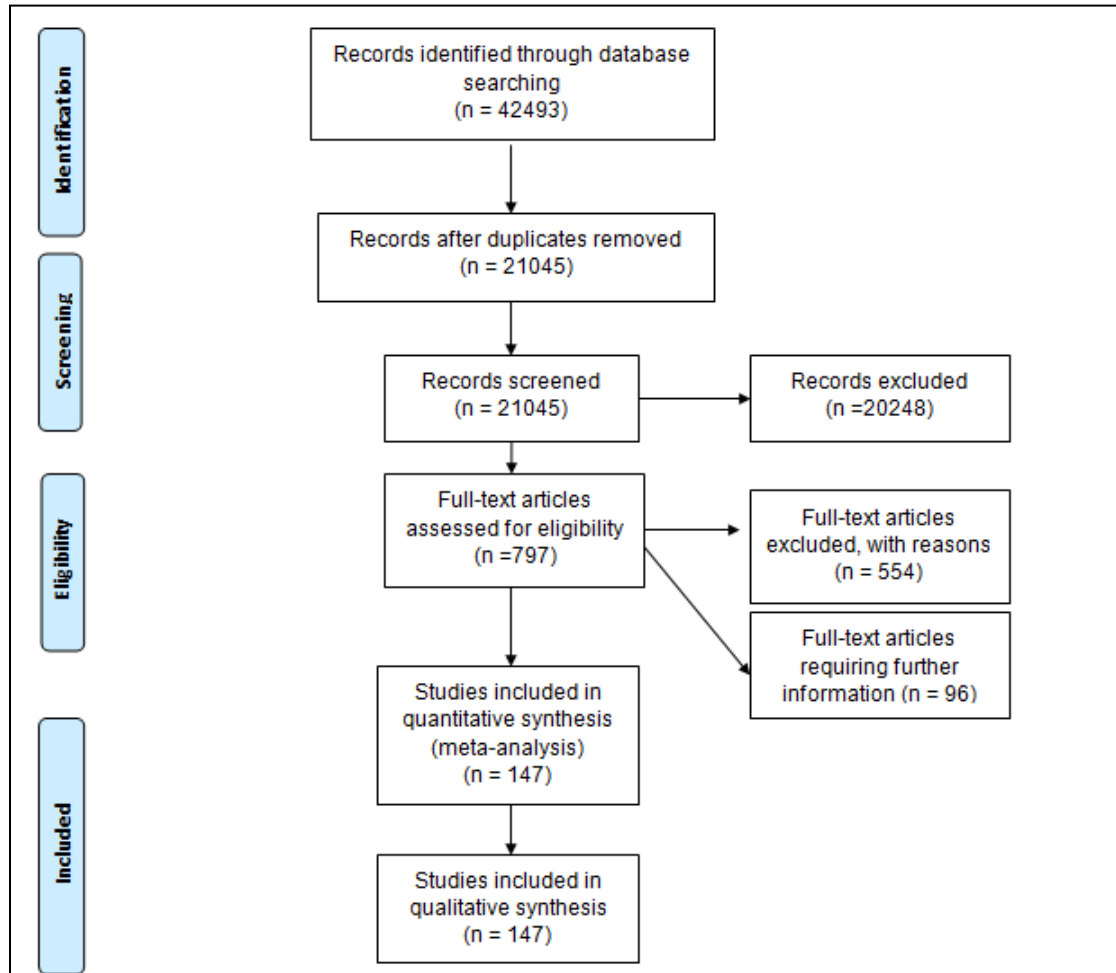 Identification
Records identified through database
searching
(n = 42493)
Records after duplicates removed
(n = 21045)
Screening
Records screened
(n = 21045)
Records excluded
(n =20248)
Eligibility
Full-text articles
assessed for eligibility
(n =797)
Full-text articles
excluded, with reasons
(n = 554)
Full-text articles
requiring further
information (n = 96)
Studies included in
quantitative synthesis
(meta-analysis)
(n = 147)
Included
Studies included in
qualitative synthesis
(n = 147)